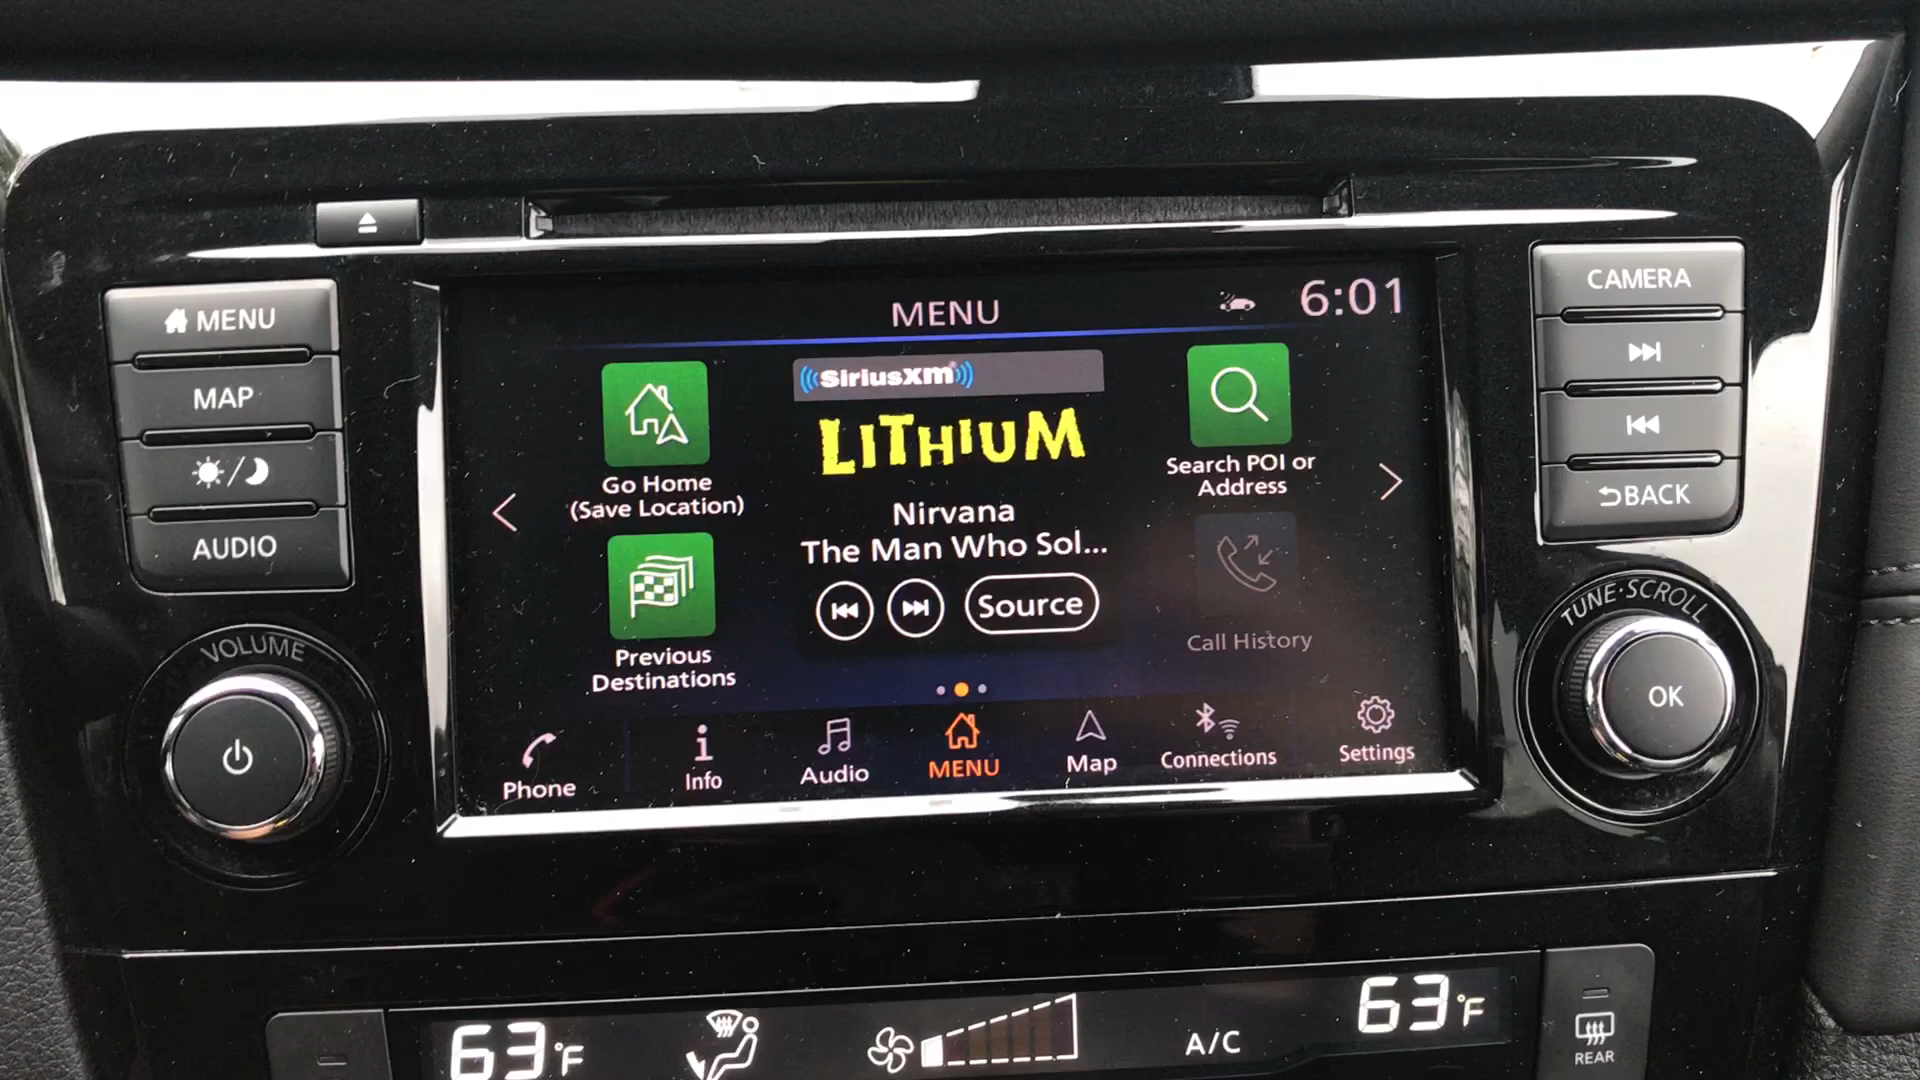 MENU
MAP
AUDIO
VOLUME
MENU
6:01
Go Home
(Save Location)
Previous
Destinations
SiriusXm
LiTHIUM
Nirvana
The Man Who Sol...
Source
Search POI or
Address
Call History
Phone
Info
Audio
MENU
Map
Connections
Settings
CAMERA
BACK
TUNE·SCROLL
OK
63°F
A/C
63°F
REAR